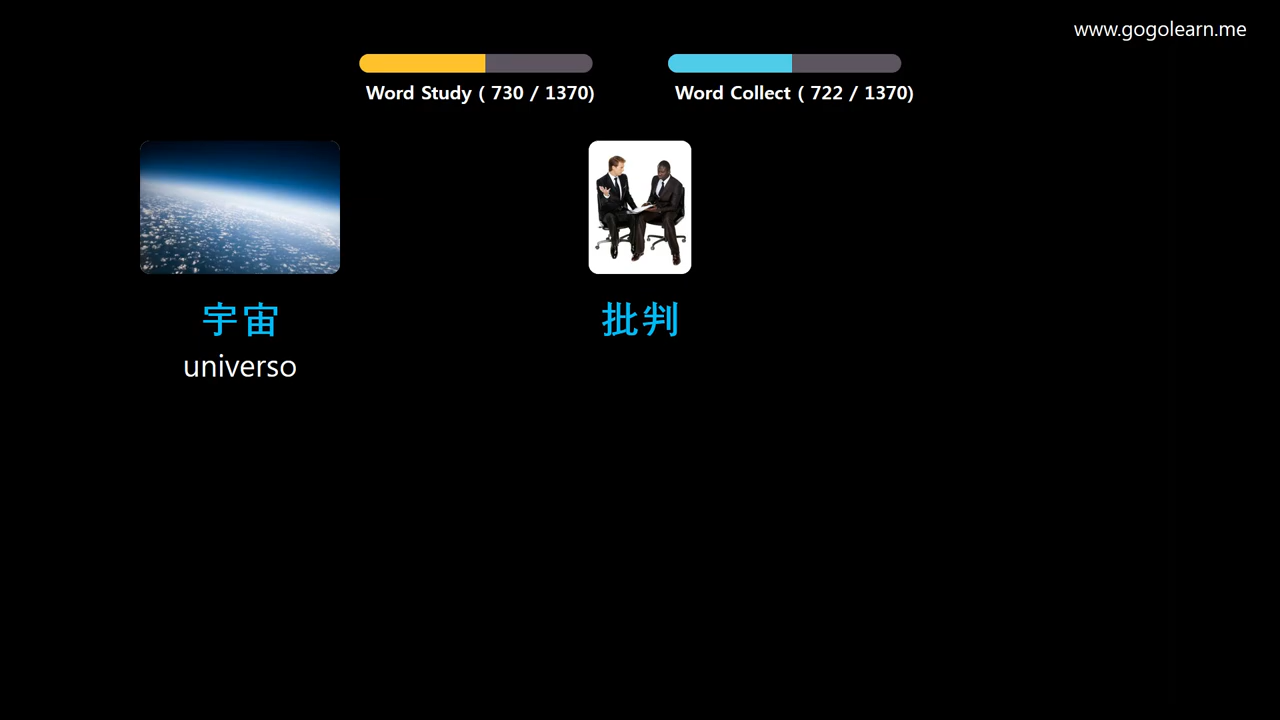 www.gogolearn.me
Word Study ( 730 / 1370)
Word Collect ( 722 / 1370)
宇宙
universo
批判